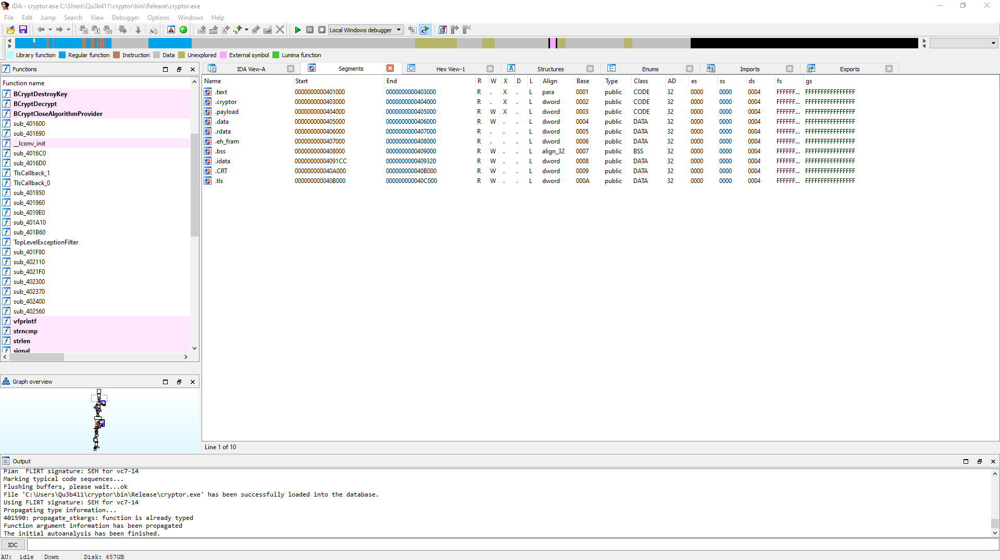 IDA - cryptor.exe C:\Users\Qu3b411\cryptor\bin\Release\cryptor.exe
File Edit Jump Search View Debugger Options Windows Help
Local Windows debugger
Library function Regular function Instruction Data Unexplored External symbol Lumina function
Functions
Function name
BCryptDestroyKey
BCryptDecrypt
BCryptCloseAlgorithmProvider
sub_401600
sub_401690
__lconv_init
sub_4016C0
sub_4016D0
TlsCallback_1
TlsCallback_0
sub_401950
sub_401960
sub_4019E0
sub_401A10
sub_401B60
TopLevelExceptionFilter
sub_401F80
sub_402110
sub_4021F0
sub_402300
sub_402370
sub_402400
sub_402560
vfprintf
strncmp
strlen
signal
Graph overview
IDA View-A Segments Hex View-1 Structures Enums Imports Exports
Name Start End R W X D L Align Base Type Class AD es ss ds fs gs
.text 0000000000401000 0000000000403000 R . X . L para 0001 public CODE 32 0000 0000 0004 FFFFFF... FFFFFFFFFFFFFFFF
.cryptor 0000000000403000 0000000000404000 R . X . L dword 0002 public CODE 32 0000 0000 0004 FFFFFF... FFFFFFFFFFFFFFFF
.payload 0000000000404000 0000000000405000 R W X . L dword 0003 public CODE 32 0000 0000 0004 FFFFFF... FFFFFFFFFFFFFFFF
.data 0000000000405000 0000000000406000 R W . . L dword 0004 public DATA 32 0000 0000 0004 FFFFFF... FFFFFFFFFFFFFFFF
.rdata 0000000000406000 0000000000407000 R . . . L dword 0005 public DATA 32 0000 0000 0004 FFFFFF... FFFFFFFFFFFFFFFF
.eh_fram 0000000000407000 0000000000408000 R . . . L dword 0006 public DATA 32 0000 0000 0004 FFFFFF... FFFFFFFFFFFFFFFF
.bss 0000000000408000 0000000000409000 R W . . L align_32 0007 public BSS 32 0000 0000 0004 FFFFFF... FFFFFFFFFFFFFFFF
.idata 00000000004091CC 0000000000409320 R W . . L dword 0008 public DATA 32 0000 0000 0004 FFFFFF... FFFFFFFFFFFFFFFF
.CRT 000000000040A000 000000000040B000 R W . . L dword 0009 public DATA 32 0000 0000 0004 FFFFFF... FFFFFFFFFFFFFFFF
.tls 000000000040B000 000000000040C000 R W . . L dword 000A public DATA 32 0000 0000 0004 FFFFFF... FFFFFFFFFFFFFFFF
Line 1 of 10
Output
Plan FLIRT signature: SEH for vc7-14
Marking typical code sequences...
Flushing buffers, please wait...ok
File 'C:\Users\Qu3b411\cryptor\bin\Release\cryptor.exe' has been successfully loaded into the database.
Using FLIRT signature: SEH for vc7-14
Propagating type information...
401590: propagate_stkargs: function is already typed
Function argument information has been propagated
The initial autoanalysis has been finished.
IDC
AU: idle Down Disk: 687GB